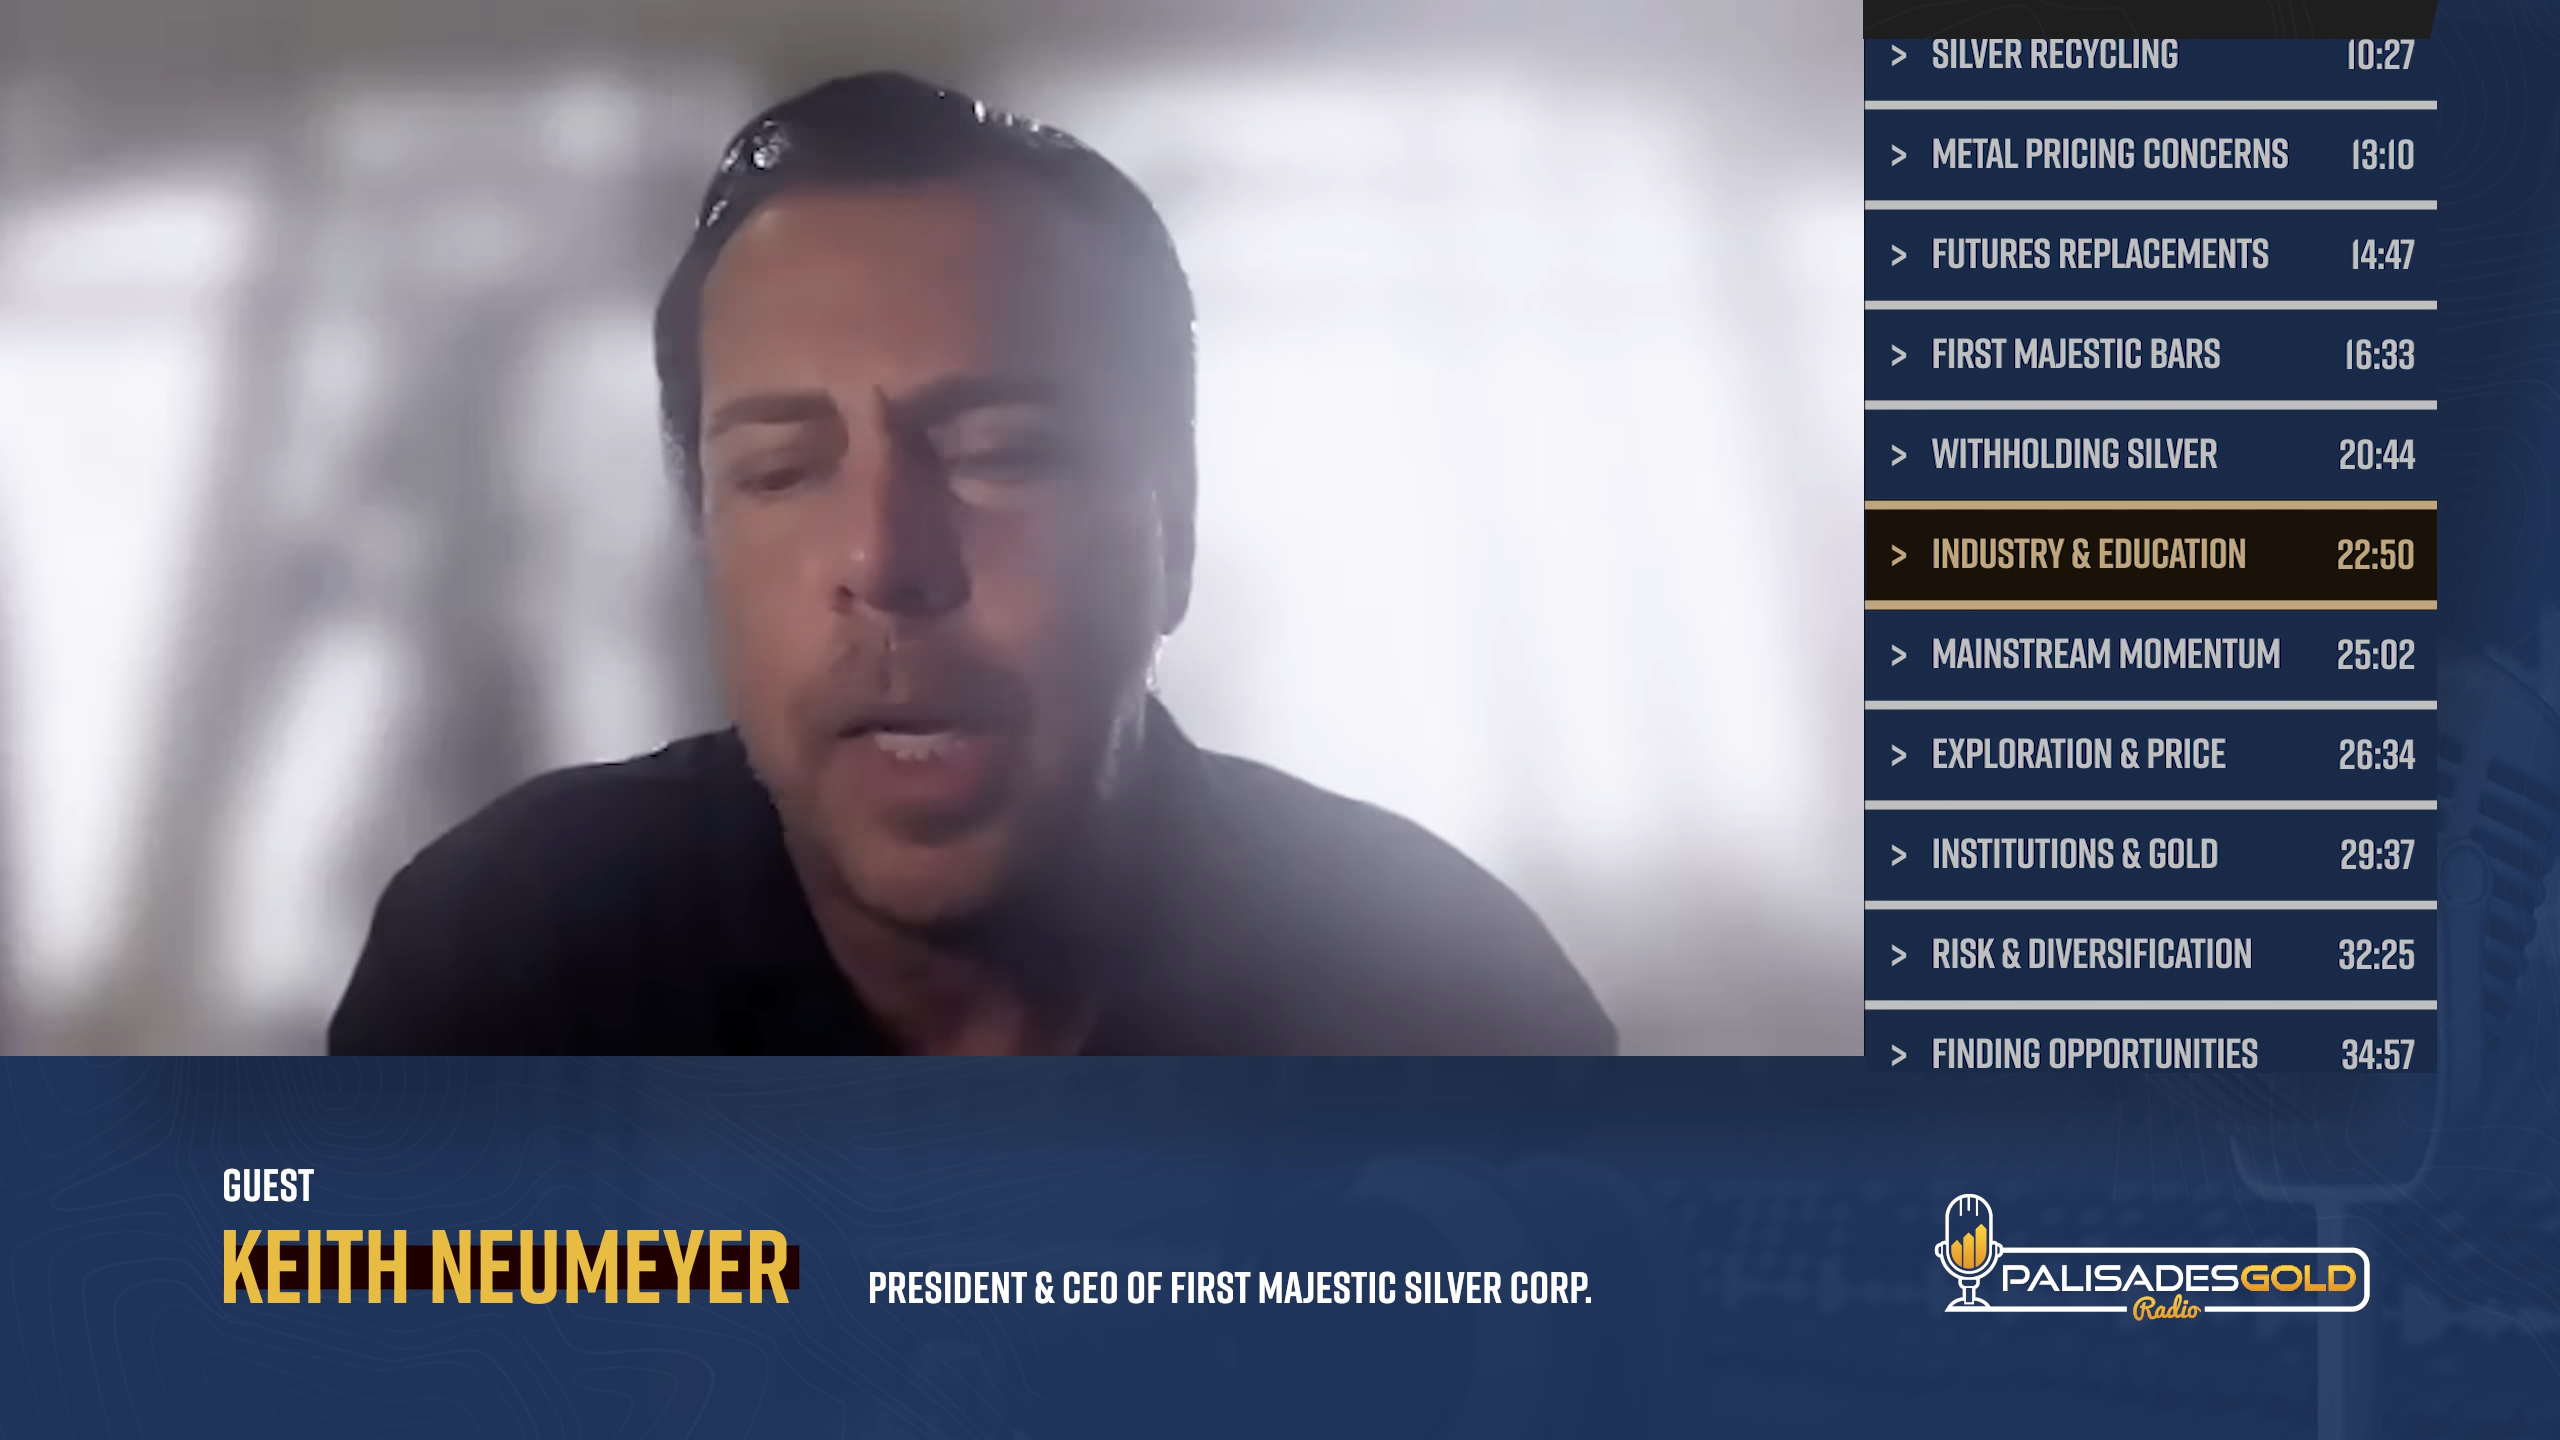 > SILVER RECYCLING 10:27
> METAL PRICING CONCERNS 13:10
> FUTURES REPLACEMENTS 14:47
> FIRST MAJESTIC BARS 16:33
> WITHHOLDING SILVER 20:44
> INDUSTRY & EDUCATION 22:50
> MAINSTREAM MOMENTUM 25:02
> EXPLORATION & PRICE 26:34
> INSTITUTIONS & GOLD 29:37
> RISK & DIVERSIFICATION 32:25
> FINDING OPPORTUNITIES 34:57
GUEST
KEITH NEUMEYER
PRESIDENT & CEO OF FIRST MAJESTIC SILVER CORP.
PALISADESGOLD
Radio